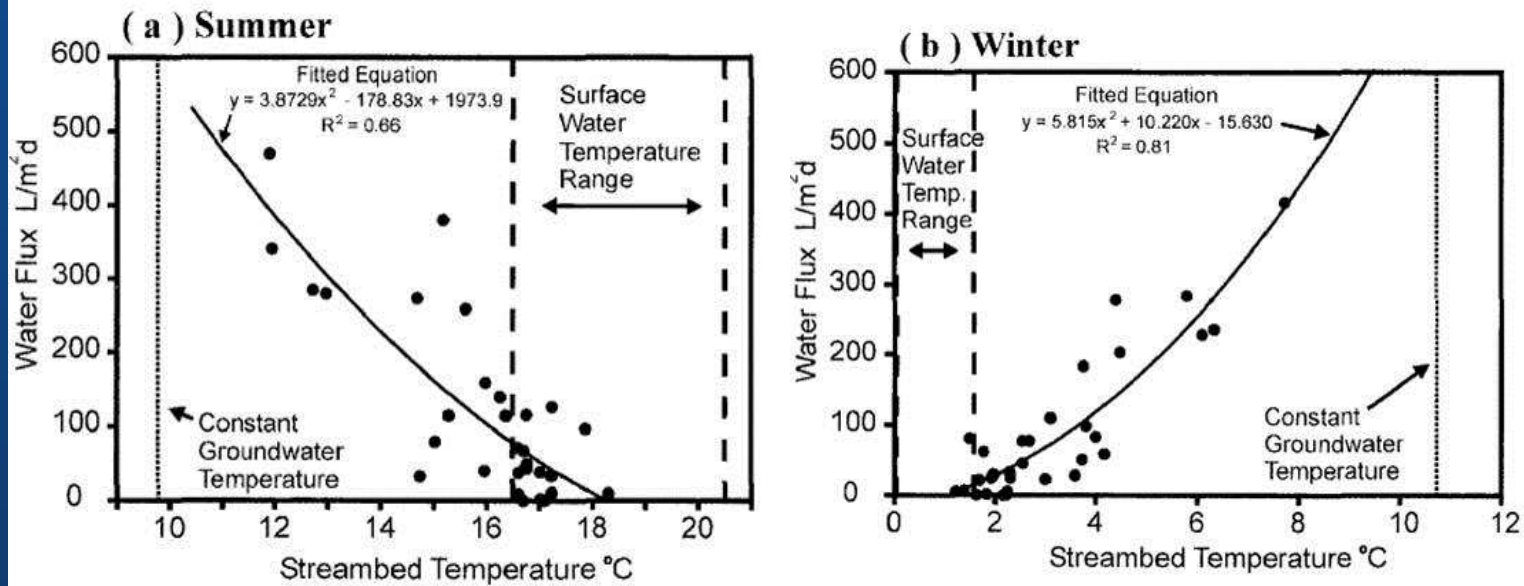 ( a ) Summer
600
500
400
300
200
100
0
Water Flux L/m²d
Fitted Equation
y = 3.8729x² - 178.83x + 1973.9
R² = 0.66
Surface
Water
Temperature
Range
Constant
Groundwater
Temperature
10 12 14 16 18 20
Streambed Temperature °C
( b ) Winter
600
500
400
300
200
100
0
Water Flux L/m²d
Fitted Equation
y = 5.815x² + 10.220x - 15.630
R² = 0.81
Surface
Water
Temp.
Range
Constant
Groundwater
Temperature
0 2 4 6 8 10 12
Streambed Temperature °C